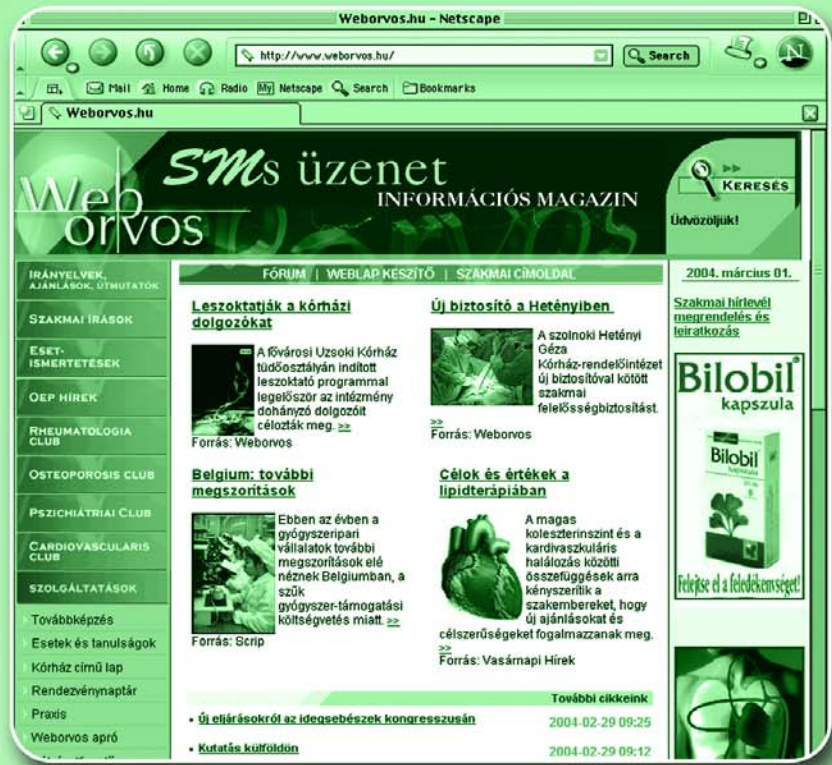 Weborvos.hu - Netscape
http://www.weborvos.hu/
Search
N
Mail Home Radio My Netscape Search Bookmarks
Weborvos.hu
Web
orvos
SMs üzenet
INFORMÁCIÓS MAGAZIN
KERESÉS
Üdvözöljük!
IRÁNYELVEK,
AJÁNLÁSOK, ÚTMUTATÓK
SZAKMAI ÍRÁSOK
ESET-
ISMERTETÉSEK
OEP HÍREK
RHEUMATOLOGIA
CLUB
OSTEOPOROSIS CLUB
PSZICHIÁTRIAI CLUB
CARDIOVASCULARIS
CLUB
SZOLGÁLTATÁSOK
Továbbképzés
Esetek és tanulságok
Kórház című lap
Rendezvénynaptár
Praxis
Weborvos apró
FÓRUM | WEBLAP KÉSZÍTŐ | SZAKMAI CÍMOLDAL
Leszoktatják a kórházi
dolgozókat
A fővárosi Uzsoki Kórház
tüdőosztályán indított
leszoktató programmal
legelőször az intézmény
dohányzó dolgozóit
célozták meg. >>
Forrás: Weborvos
Új biztosító a Hetényiben
A szolnoki Hetényi
Géza
Kórház-rendelőintézet
új biztosítóval kötött
szakmai
felelősségbiztosítást.
>>
Forrás: Weborvos
Belgium: további
megszorítások
Ebben az évben a
gyógyszeripari
vállalatok további
megszorítások elé
néznek Belgiumban, a
szűk
gyógyszer-támogatási
költségvetés miatt. >>
Forrás: Scrip
Célok és értékek a
lipidterápiában
A magas
koleszterinszint és a
kardivaszkuláris
halálozás közötti
összefüggések arra
kényszerítik a
szakembereket, hogy
új ajánlásokat és
célszerűségeket fogalmazzanak meg.
>>
Forrás: Vasárnapi Hírek
További cikkeink
Új eljárásokról az idegsebészek kongresszusán 2004-02-29 09:25
Kutatás külföldön 2004-02-29 09:12
2004. március 01.
Szakmai hírlevél
megrendelés és
leiratkozás
Bilobil®
kapszula
Bilobil
kapszula
Felejtse el a feledékenységet!